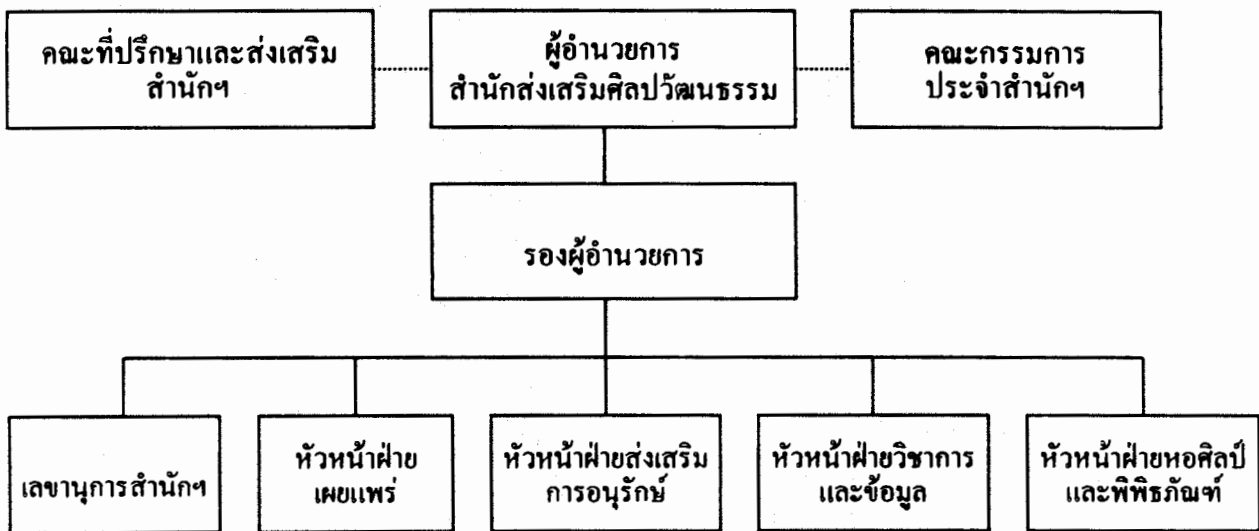 คณะที่ปรึกษาและส่งเสริม
สำนักฯ
ผู้อำนวยการ
สำนักส่งเสริมศิลปวัฒนธรรม
คณะกรรมการ
ประจำสำนักฯ
รองผู้อำนวยการ
เลขานุการสำนักฯ
หัวหน้าฝ่าย
เผยแพร่
หัวหน้าฝ่ายส่งเสริม
การอนุรักษ์
หัวหน้าฝ่ายวิชาการ
และข้อมูล
หัวหน้าฝ่ายหอศิลป์
และพิพิธภัณฑ์